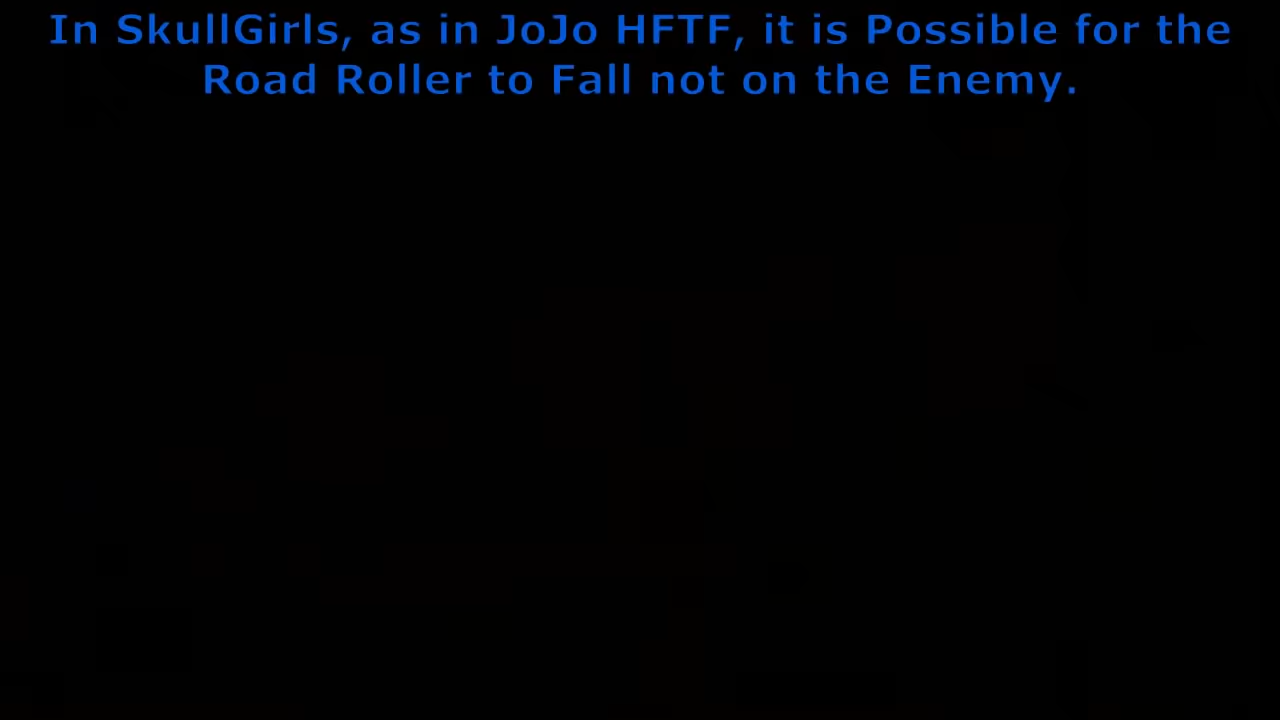 In SkullGirls, as in JoJo HFTF, it is Possible for the
Road Roller to Fall not on the Enemy.